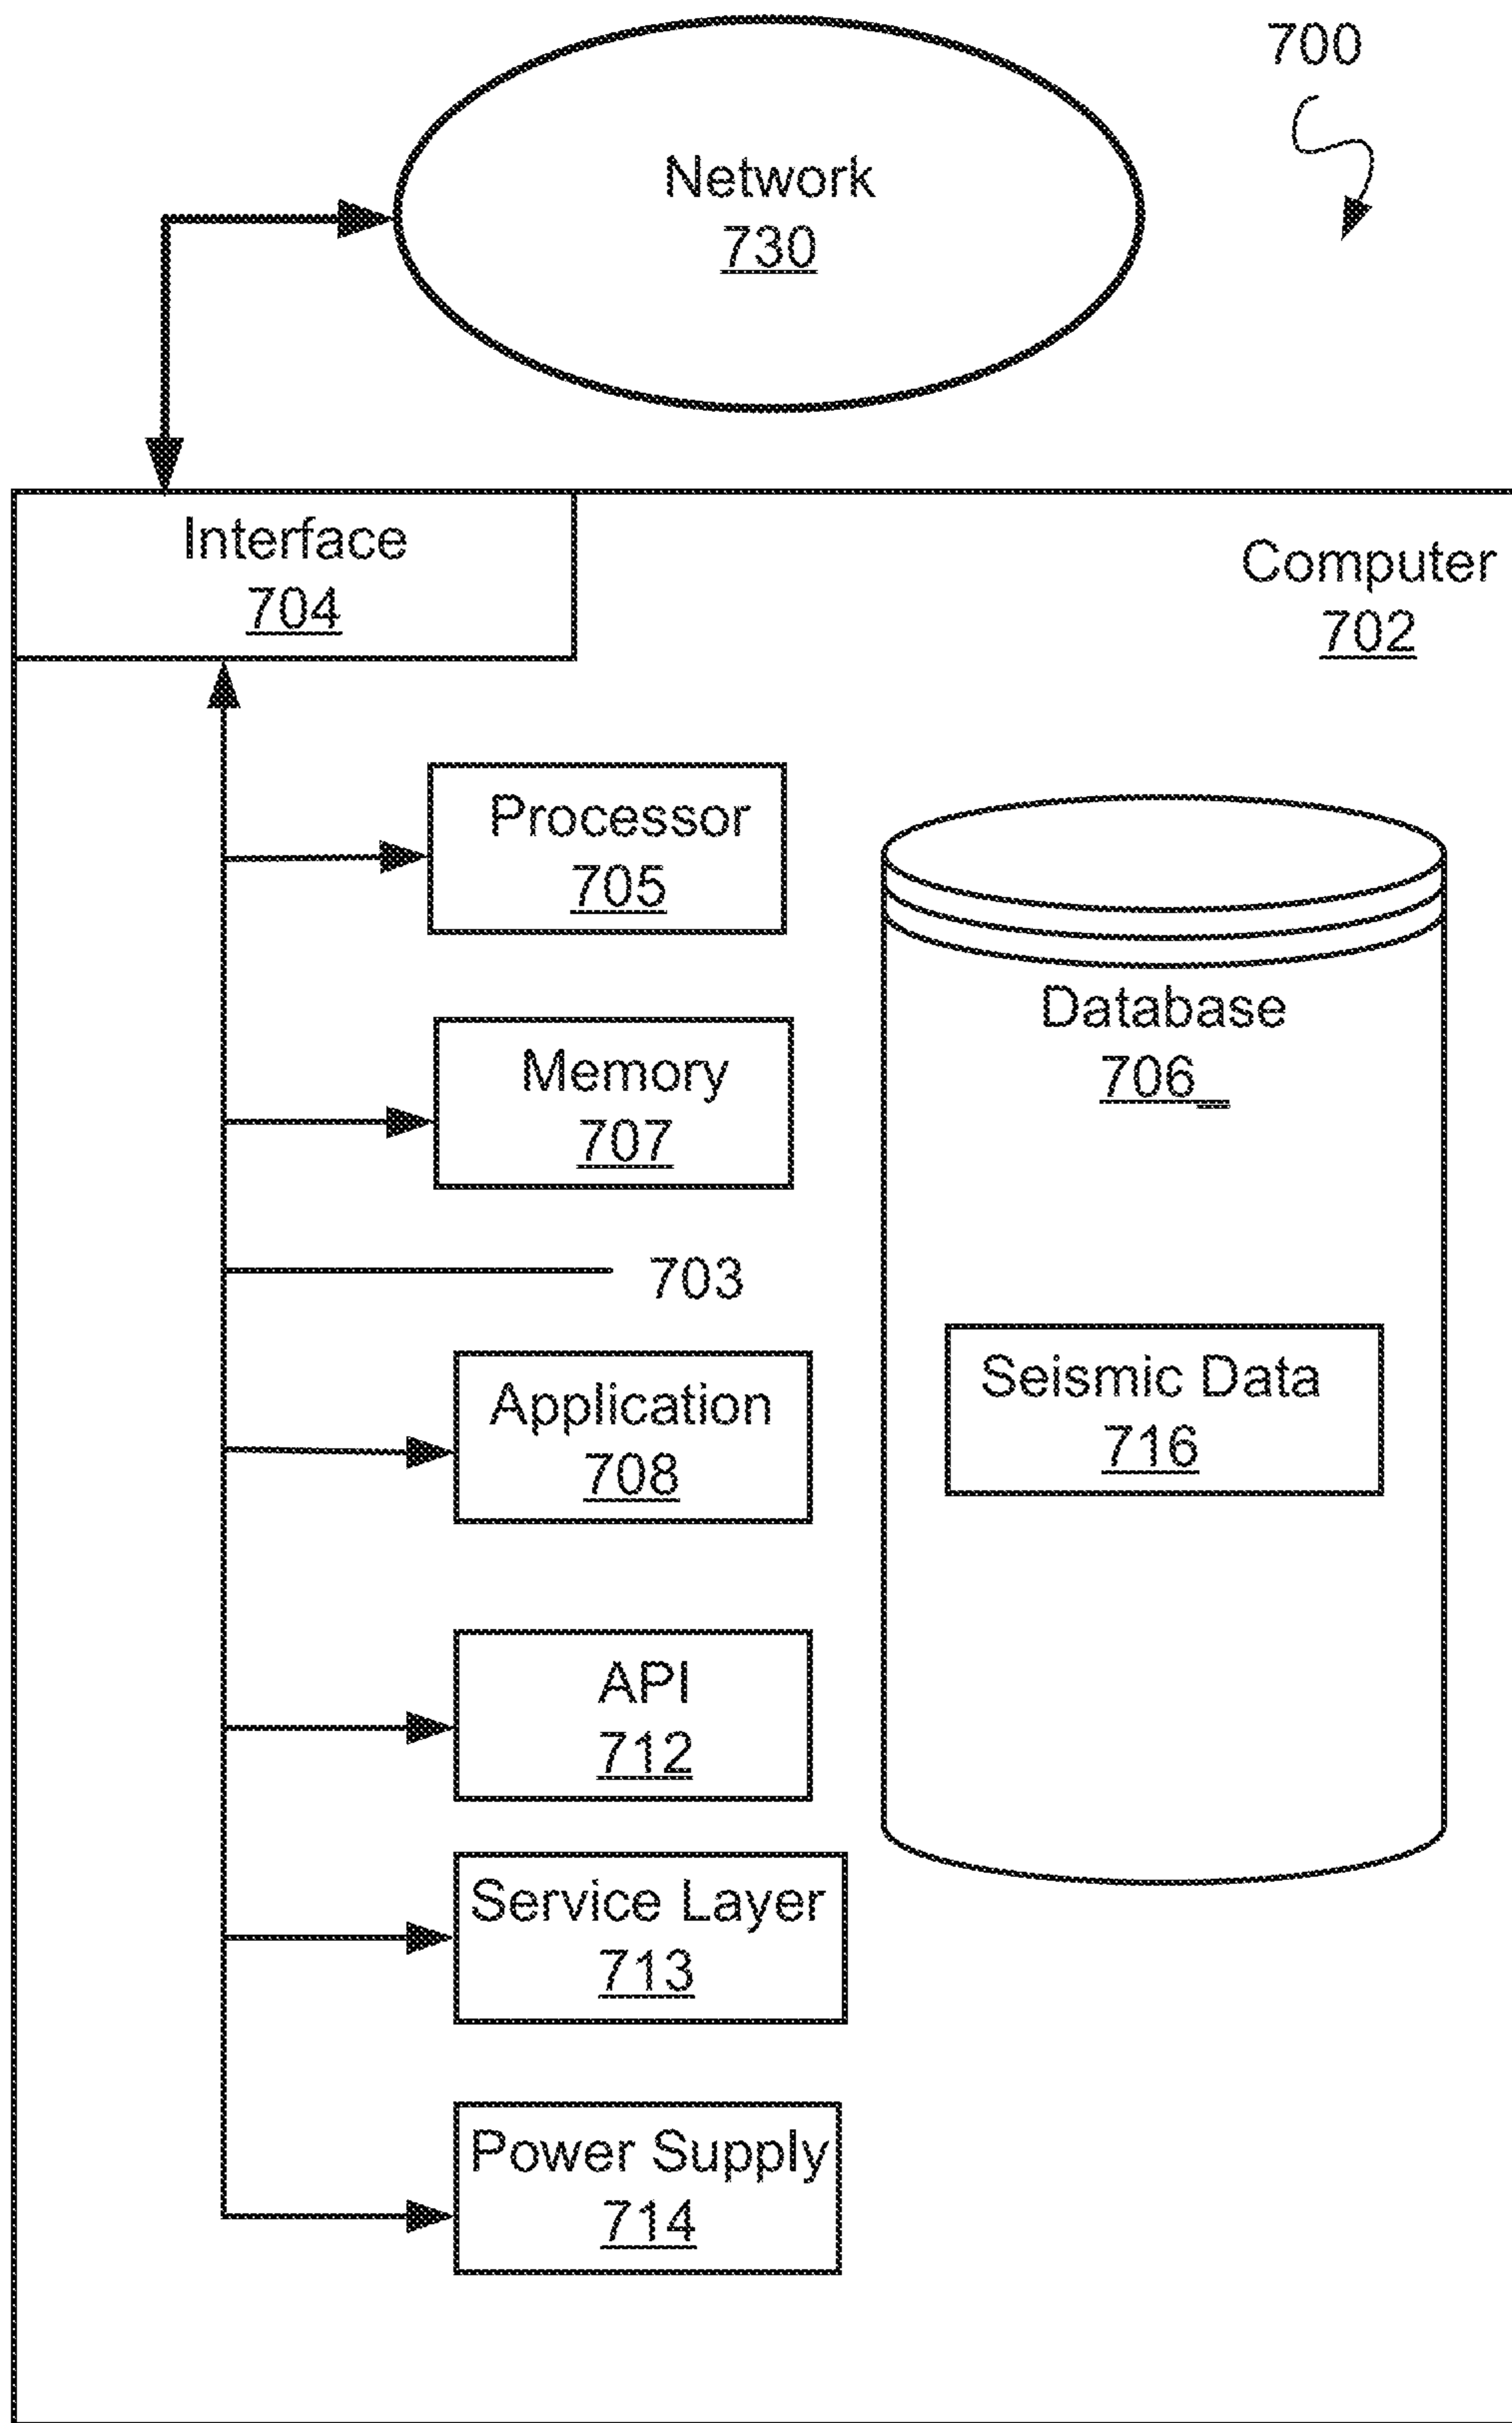 700
Network
730
Interface
704
Computer
702
Processor
705
Database
706_
Memory
707
703
Seismic Data
716
Application
708
API
712
Service Layer
713
Power Supply
714